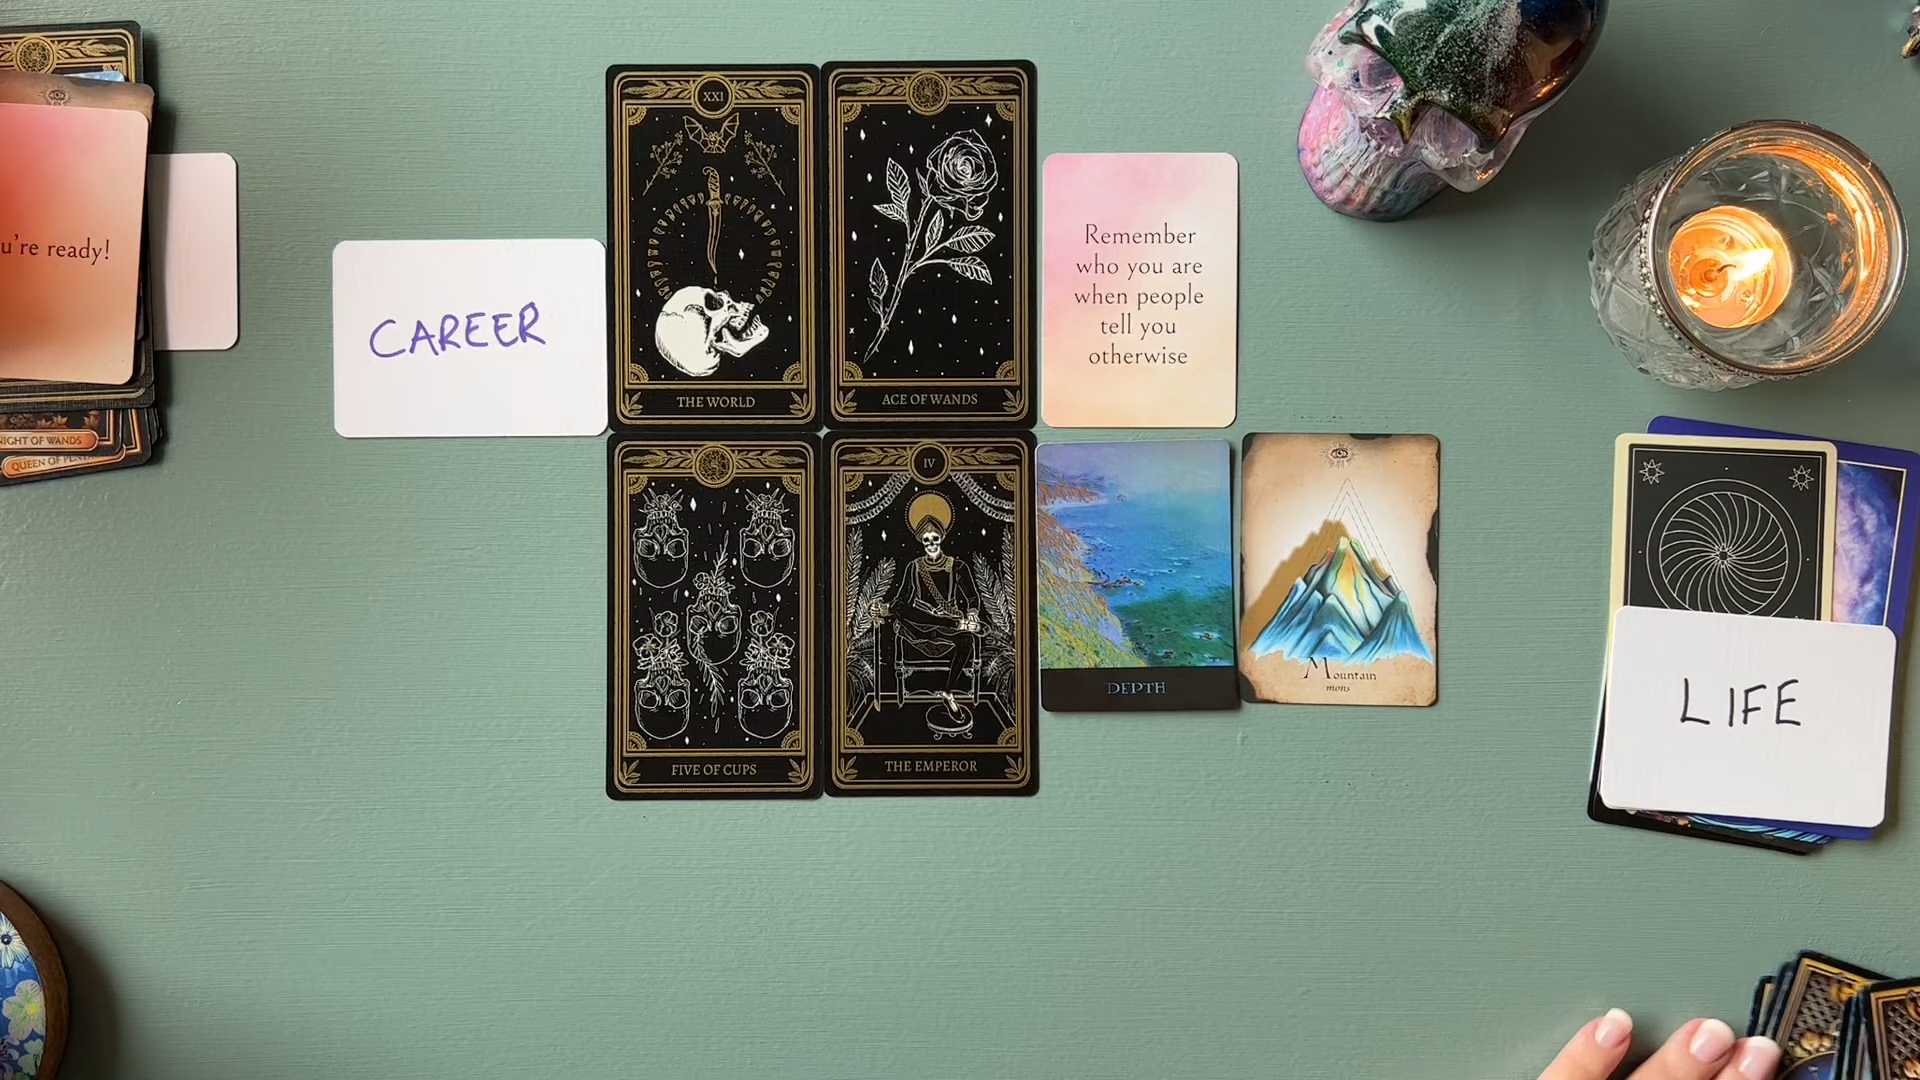 u're ready!
NIGHT OF WANDS
QUEEN OF PEN
CAREER
XXI
THE WORLD
ACE OF WANDS
Remember
who you are
when people
tell you
otherwise
FIVE OF CUPS
IV
THE EMPEROR
DEPTH
Mountain
mons
LIFE